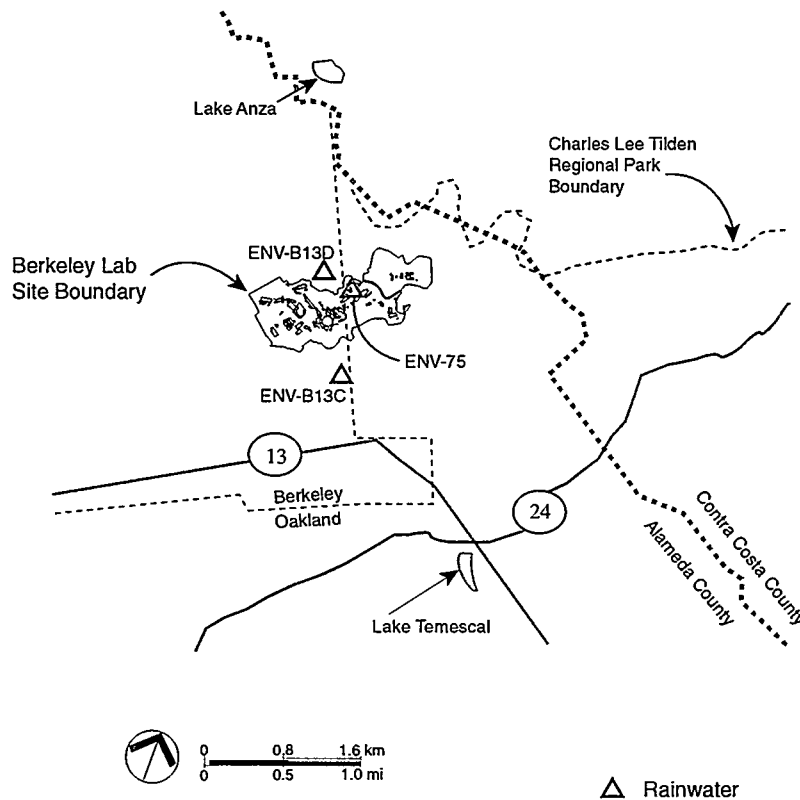 Lake Anza
Charles Lee Tilden
Regional Park
Boundary
ENV-B13D
Berkeley Lab
Site Boundary
ENV-75
ENV-B13C
13
Berkeley
Oakland
24
Contra Costa County
Alameda County
Lake Temescal
0 0.8 1.6 km
0 0.5 1.0 mi
Rainwater